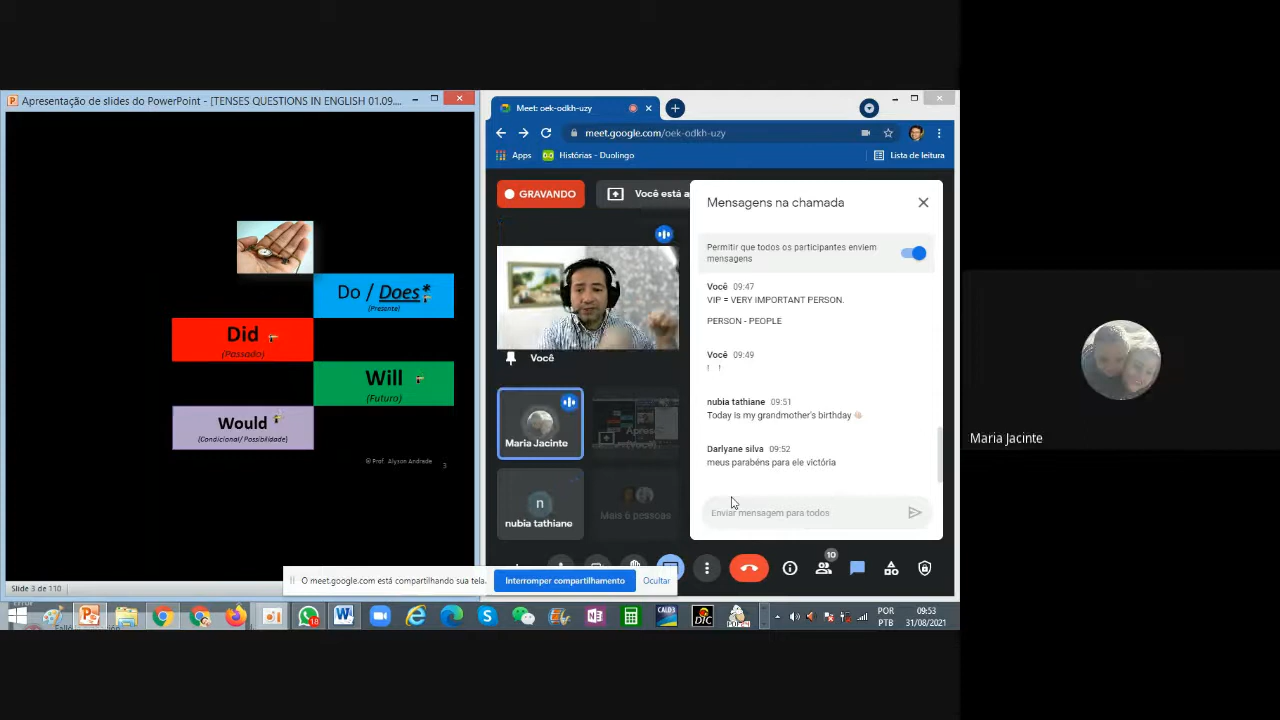 Apresentação de slides do PowerPoint - [TENSES QUESTIONS IN ENGLISH 01.09....
Do / Does*
(Presente)
Did
(Passado)
Will
(Futuro)
Would
(Condicional/ Possibilidade)
© Prof. Alyson Andrade
3
Slide 3 de 110
Meet: oek-odkh-uzy
meet.google.com/oek-odkh-uzy
Apps
Histórias - Duolingo
Lista de leitura
GRAVANDO
Você está a
Você
Maria Jacinte
n
nubia tathiane
Mais 6 pessoas
Mensagens na chamada
Permitir que todos os participantes enviem
mensagens
Você 09:47
VIP = VERY IMPORTANT PERSON.
PERSON - PEOPLE
Você 09:49
! !
nubia tathiane 09:51
Today is my grandmother's birthday
Darlyane silva 09:52
meus parabéns para ele victória
Enviar mensagem para todos
10
O meet.google.com está compartilhando sua tela.
Interromper compartilhamento
Ocultar
18
CALD3
DIC
POR
PTB
09:53
31/08/2021
Maria Jacinte